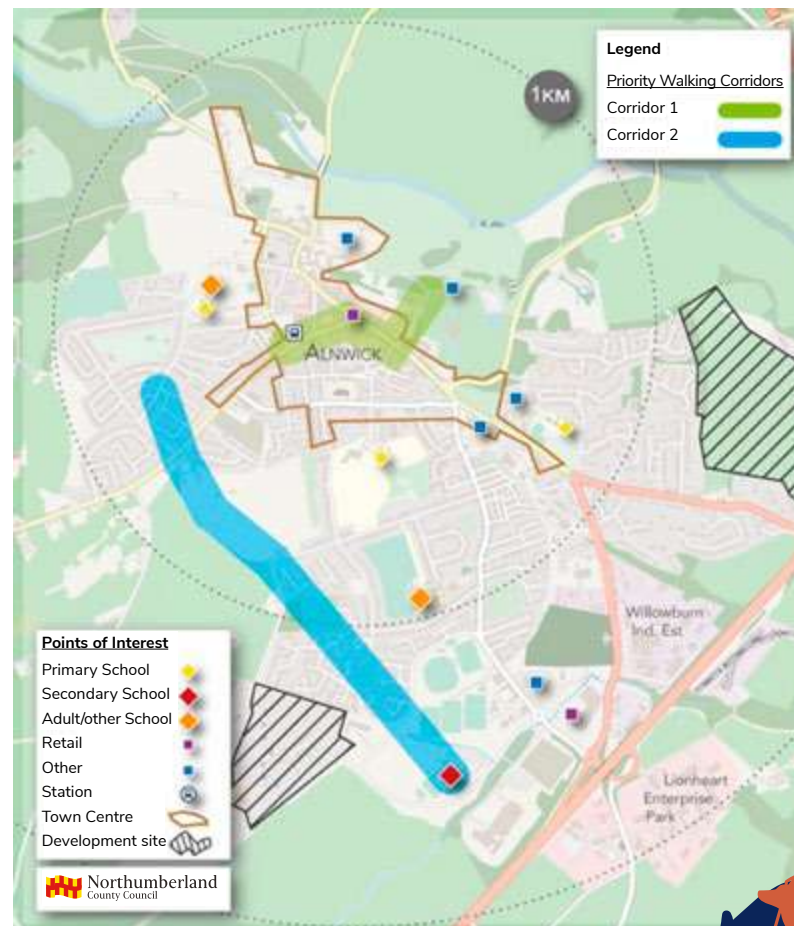 Legend
Priority Walking Corridors
Corridor 1
Corridor 2
1KM
ALNWICK
Willowburn
Ind. Est
Lionheart
Enterprise
Park
Points of Interest
Primary School
Secondary School
Adult/other School
Retail
Other
Station
Town Centre
Development site
Northumberland
County Council